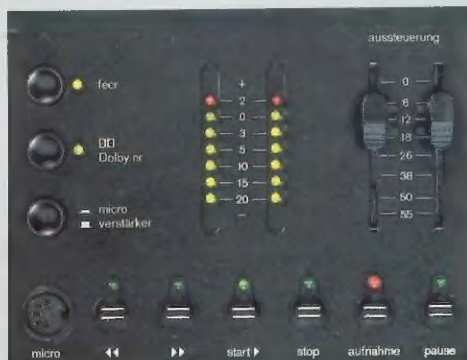 aussteuerung
fecr
Dolby nr
micro
verstärker
+
2
0
3
5
10
15
20
−
0
6
12
18
26
38
50
55
micro
start
stop
aufnahme
pause